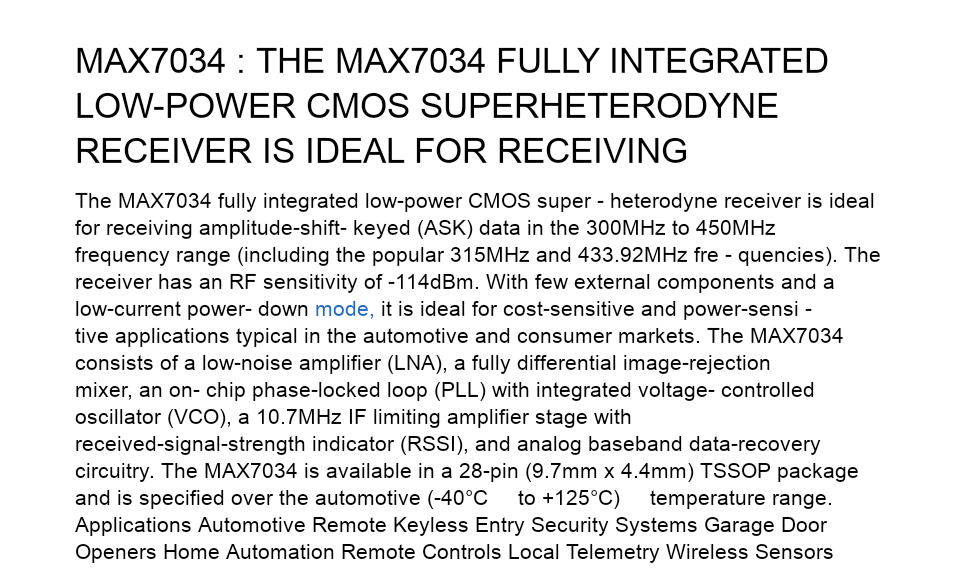 MAX7034 : THE MAX7034 FULLY INTEGRATED
LOW-POWER CMOS SUPERHETERODYNE
RECEIVER IS IDEAL FOR RECEIVING
The MAX7034 fully integrated low-power CMOS super - heterodyne receiver is ideal
for receiving amplitude-shift- keyed (ASK) data in the 300MHz to 450MHz
frequency range (including the popular 315MHz and 433.92MHz fre - quencies). The
receiver has an RF sensitivity of -114dBm. With few external components and a
low-current power- down mode, it is ideal for cost-sensitive and power-sensi -
tive applications typical in the automotive and consumer markets. The MAX7034
consists of a low-noise amplifier (LNA), a fully differential image-rejection
mixer, an on- chip phase-locked loop (PLL) with integrated voltage- controlled
oscillator (VCO), a 10.7MHz IF limiting amplifier stage with
received-signal-strength indicator (RSSI), and analog baseband data-recovery
circuitry. The MAX7034 is available in a 28-pin (9.7mm x 4.4mm) TSSOP package
and is specified over the automotive (-40°C to +125°C) temperature range.
Applications Automotive Remote Keyless Entry Security Systems Garage Door
Openers Home Automation Remote Controls Local Telemetry Wireless Sensors